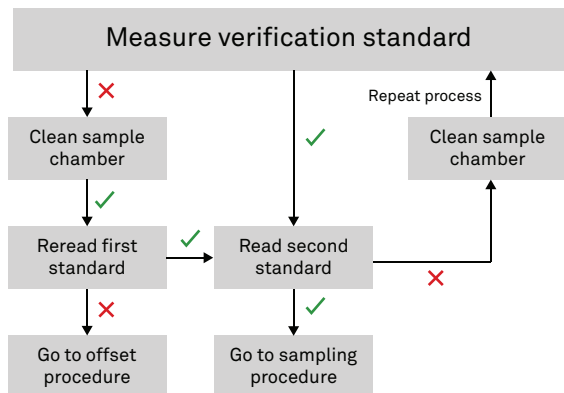 Measure verification standard
Repeat process
Clean sample
chamber
Clean sample
chamber
Reread first
standard
Read second
standard
Go to offset
procedure
Go to sampling
procedure